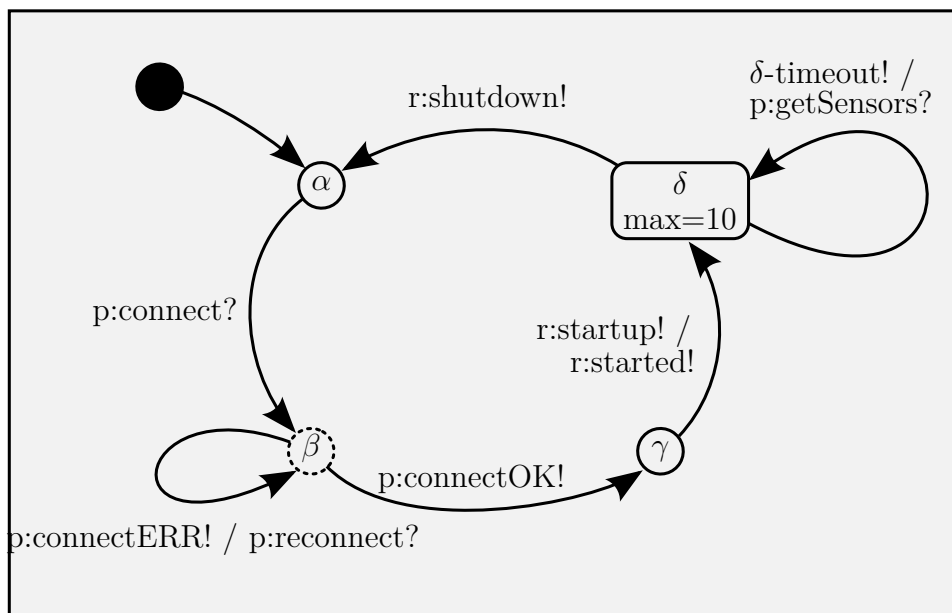 δ-timeout! /
p:getSensors?
r:shutdown!
α
δ
max=10
p:connect?
r:startup! /
r:started!
β
γ
p:connectOK!
p:connectERR! / p:reconnect?